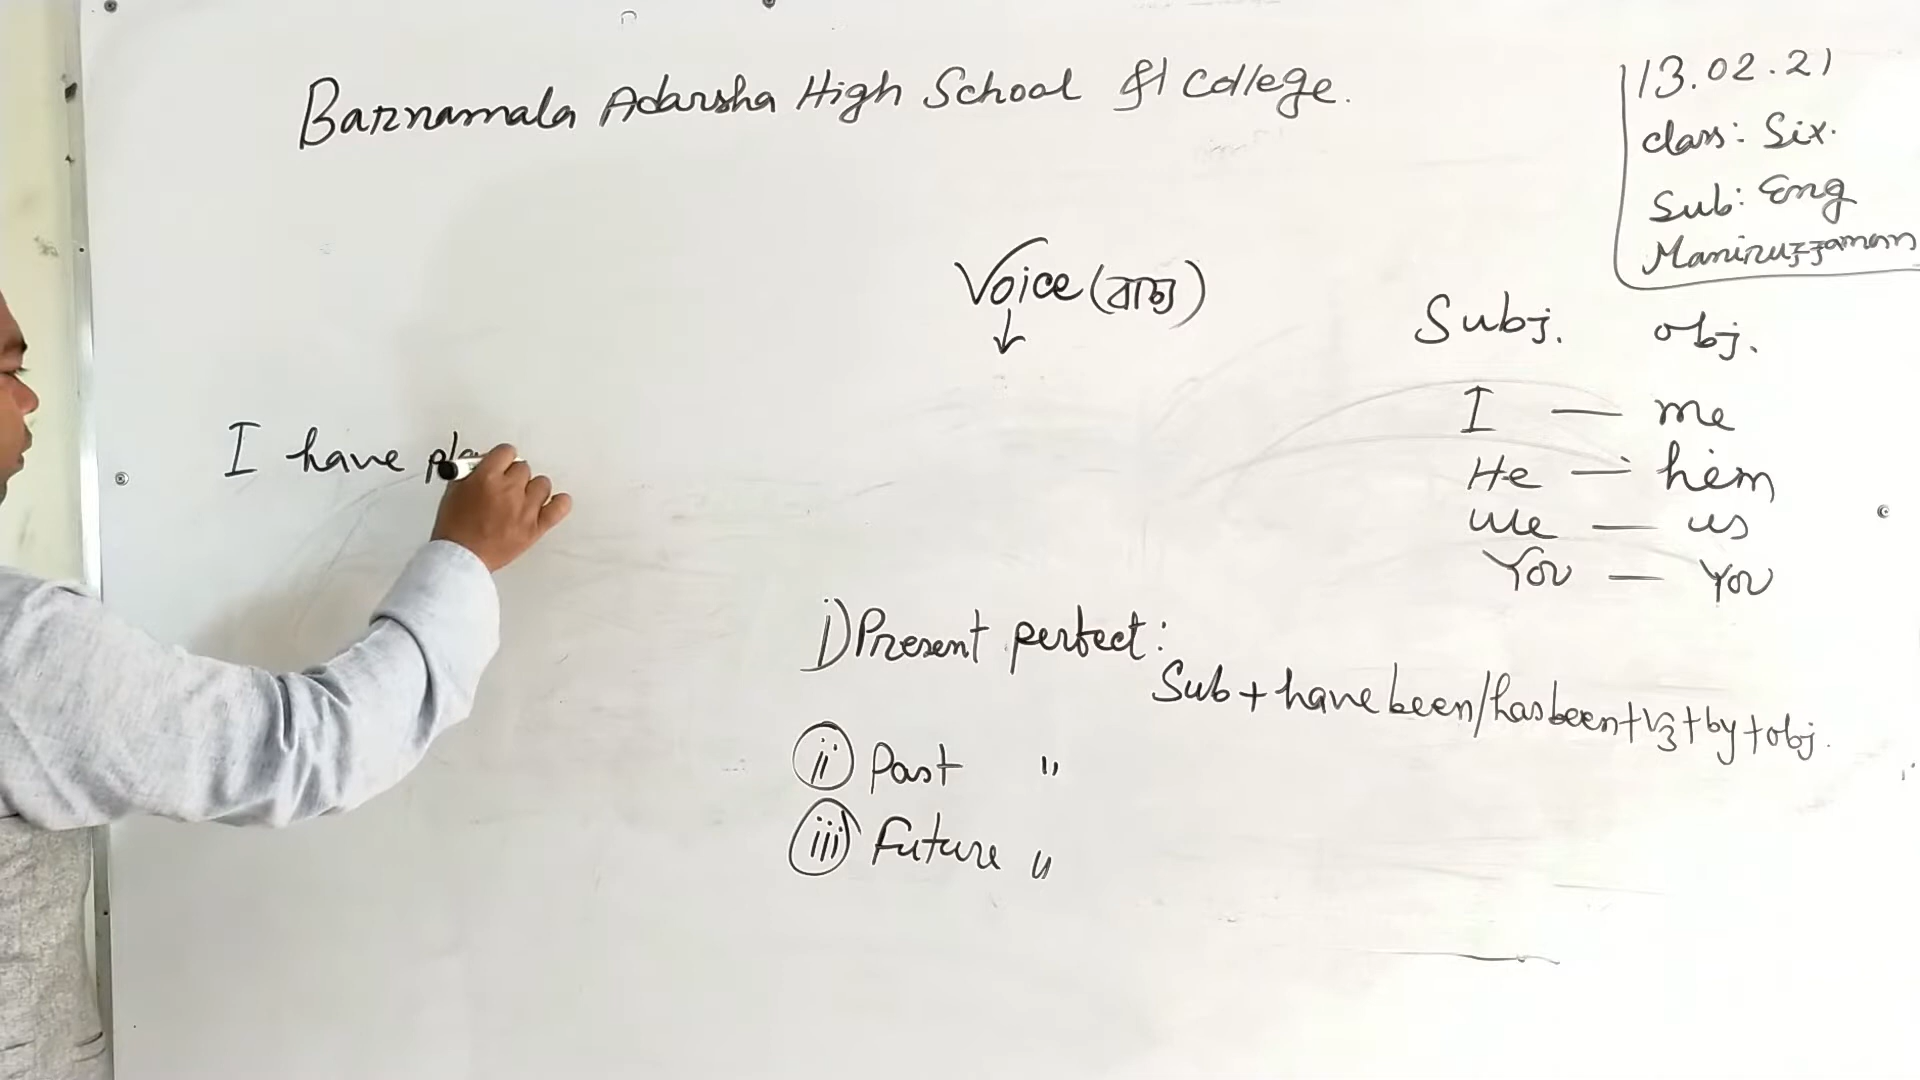 Barnamala Adarsha High School & College.
13.02.21
class: Six.
Sub: Eng
Maniruzzaman
Voice (বাচ্য)
Subj. obj.
I — me
He — him
We — us
You — You
I have pla
i) Present perfect:
Sub + have been/has been + V3 + by + obj.
ii) Past "
iii) Future "